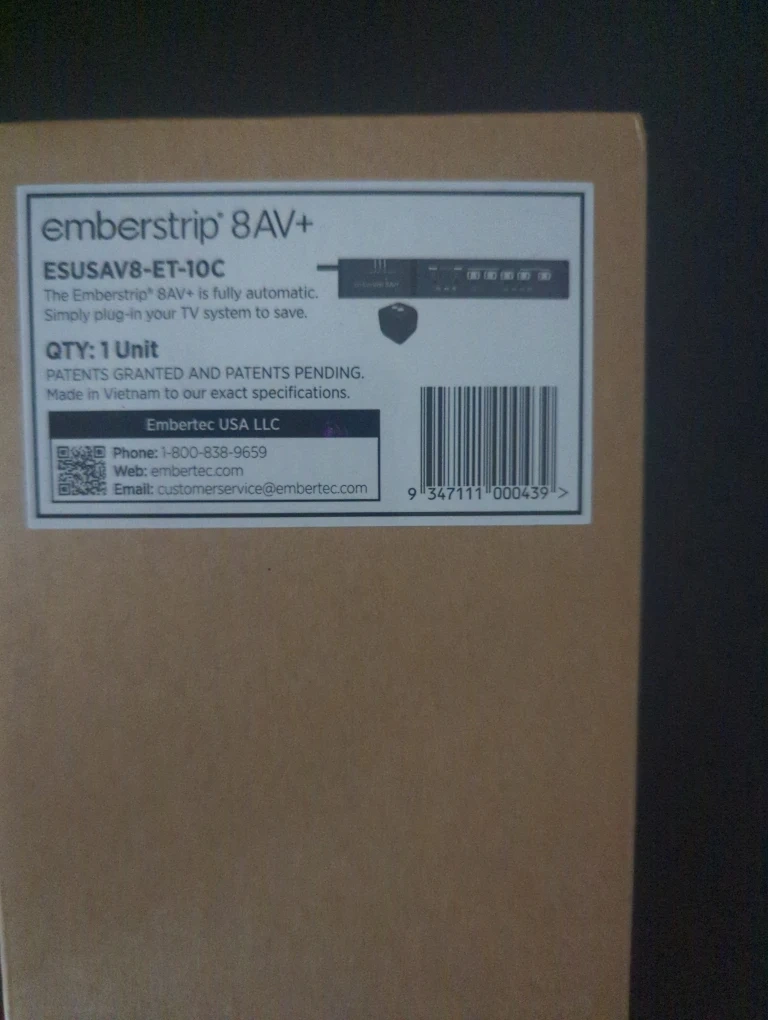 emberstrip® 8AV+
ESUSAV8-ET-10C
The Emberstrip® 8AV+ is fully automatic.
Simply plug-in your TV system to save.
QTY: 1 Unit
PATENTS GRANTED AND PATENTS PENDING.
Made in Vietnam to our exact specifications.
Embertec USA LLC
Phone: 1-800-838-9659
Web: embertec.com
Email: customerservice@embertec.com
9 347111 000439 >